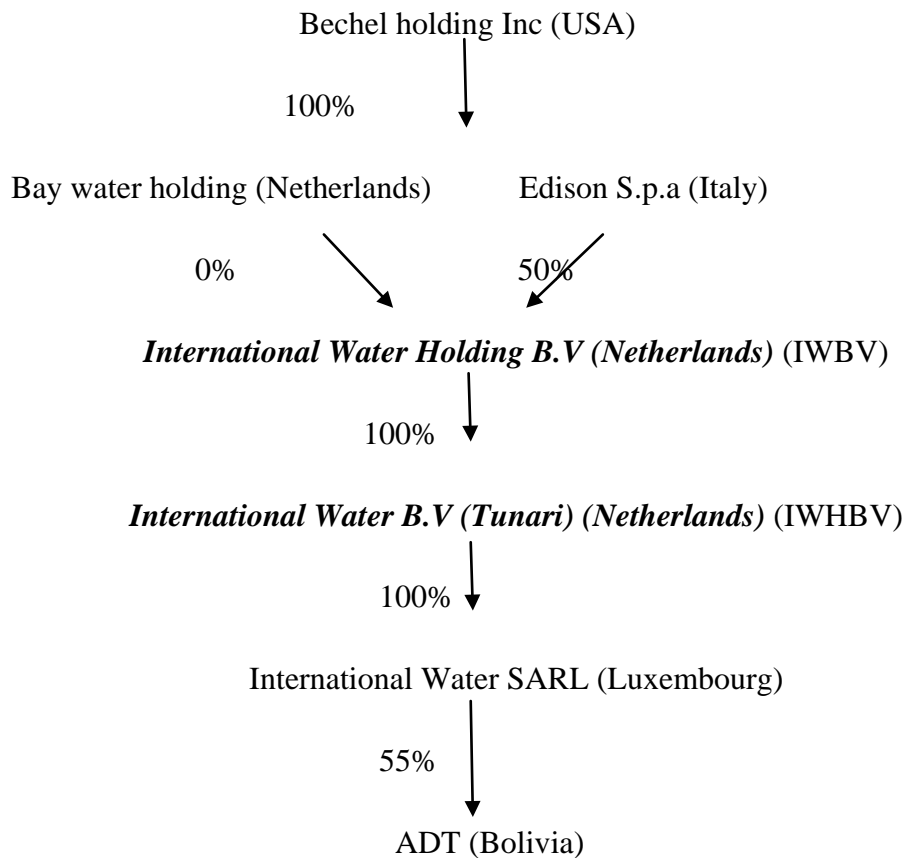 Bechel holding Inc (USA)
100%
Bay water holding (Netherlands) Edison S.p.a (Italy)
0% 50%
International Water Holding B.V (Netherlands) (IWBV)
100%
International Water B.V (Tunari) (Netherlands) (IWHBV)
100%
International Water SARL (Luxembourg)
55%
ADT (Bolivia)